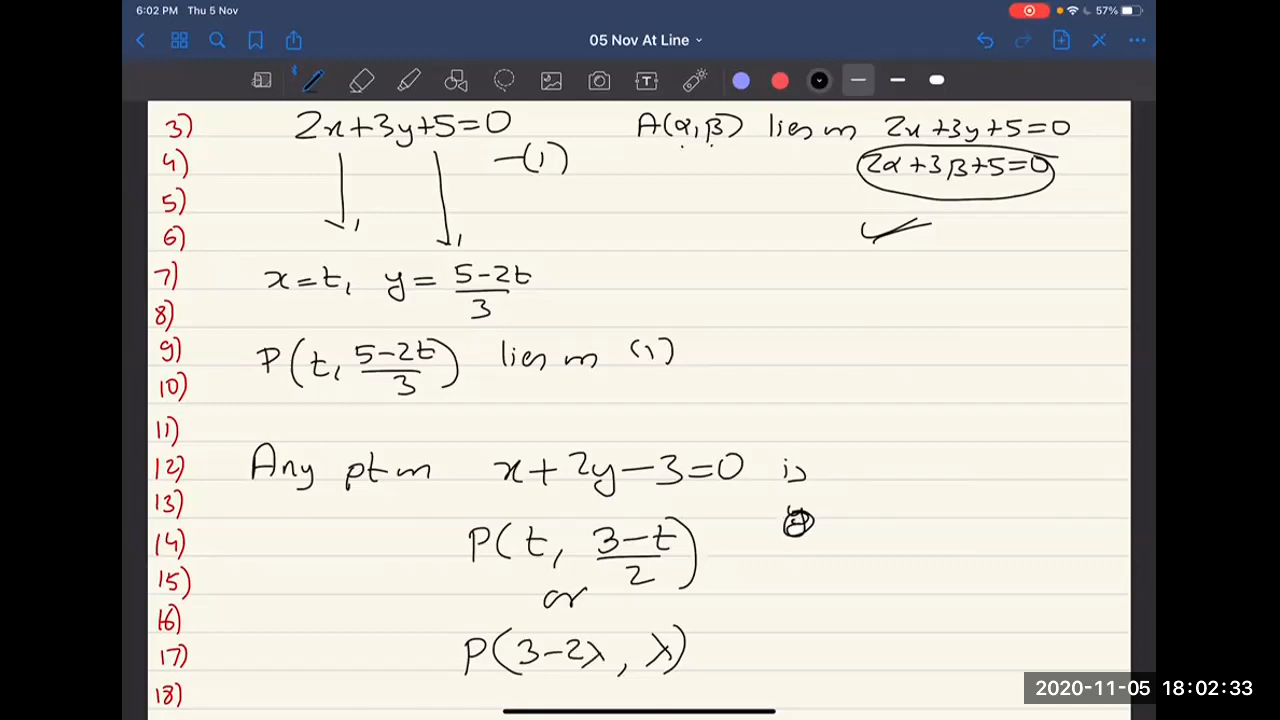 6:02 PM Thu 5 Nov
57%
05 Nov At Line
3) 2x+3y+5=0 A(α,β) lies on 2x+3y+5=0
4) —(1) 2α+3β+5=0
5)
6)
7) x=t, y= (5-2t)/3
8)
9) P(t, (5-2t)/3) lies on (1)
10)
11)
12) Any pt on x+2y-3=0 is
13)
14) P(t, (3-t)/2)
15)
16) or
17) P(3-2λ, λ)
18)
2020-11-05 18:02:33